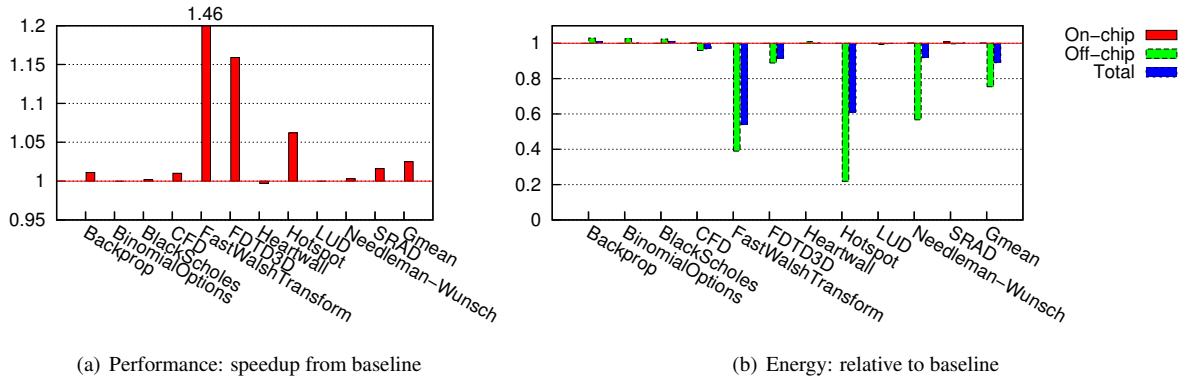 1.46
1.2
1.15
1.1
1.05
1
0.95
Backprop
BinomialOptions
BlackScholes
CFD
FastWalshTransform
FDTD3D
Heartwall
Hotspot
LUD
Needleman−Wunsch
SRAD
Gmean
(a) Performance: speedup from baseline
1
0.8
0.6
0.4
0.2
0
Backprop
BinomialOptions
BlackScholes
CFD
FastWalshTransform
FDTD3D
Heartwall
Hotspot
LUD
Needleman−Wunsch
SRAD
Gmean
On−chip
Off−chip
Total
(b) Energy: relative to baseline